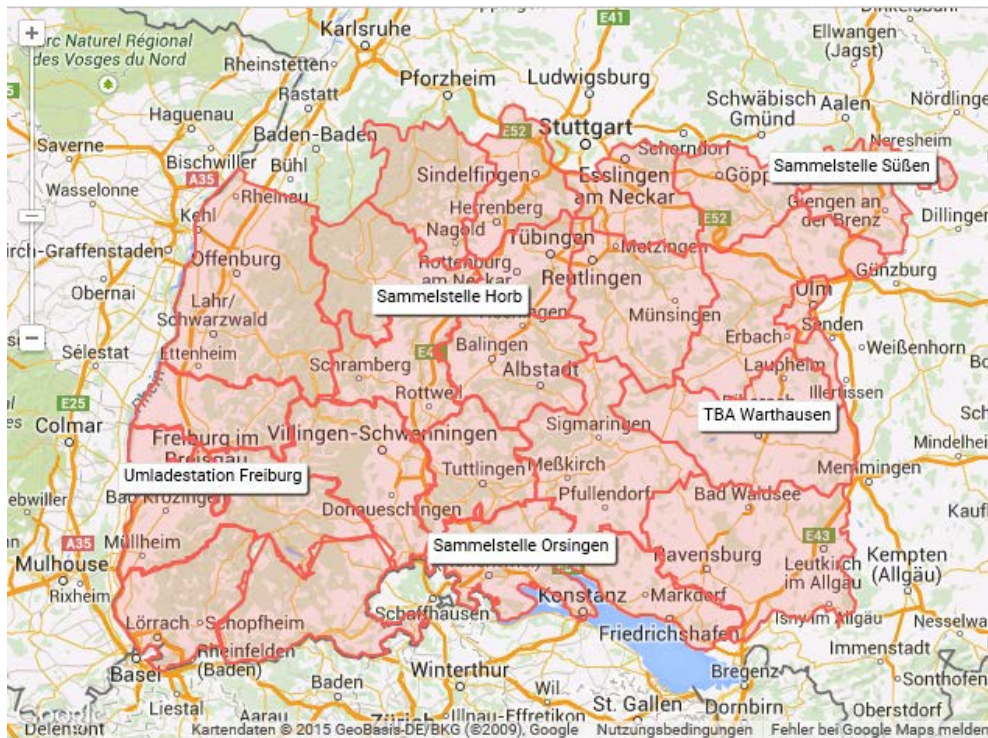 Karlsruhe
E41
Ellwangen
(Jagst)
Parc Naturel Régional
des Vosges du Nord
Rheinstetten
Rastatt
Pforzheim
Ludwigsburg
Schwäbisch
Gmünd
Aalen
Nördlingen
Haguenau
Baden-Baden
E52
Stuttgart
Schorndorf
Neresheim
Saverne
Bischwiller
Bühl
A35
Sindelfingen
Esslingen
am Neckar
Göpp
Sammelstelle Süßen
Wasselonne
Rheinau
Kehl
Herrenberg
Nagold
Giengen an
der Brenz
Dillingen
E52
Offenburg
Rottenburg
am Neckar
Tübingen
Reutlingen
Metzingen
Günzburg
Obernai
Lahr/
Schwarzwald
Sammelstelle Horb
Münsingen
Ulm
Senden
Weißenhorn
Sélestat
Ettenheim
Schramberg
Balingen
Albstadt
Erbach
Laupheim
Illertissen
Rhein
E25
Colmar
Rottweil
TBA Warthausen
Freiburg im
Breisgau
Villingen-Schwenningen
Sigmaringen
Mindelheim
Umladestation Freiburg
Bad Krozingen
Tuttlingen
Meßkirch
Memmingen
Donaueschingen
Pfullendorf
Bad Waldsee
A35
Müllheim
Sammelstelle Orsingen
Ravensburg
E43
Leutkirch
im Allgäu
Kempten
(Allgäu)
Mulhouse
Rixheim
Schaffhausen
Konstanz
Markdorf
Isny im Allgäu
Lörrach
Schopfheim
Friedrichshafen
Immenstadt
Basel
Rheinfelden
(Baden)
Winterthur
Bregenz
Sonthofen
Liestal
Baden
Wil
St. Gallen
Dornbirn
Oberstdorf
Delémont
Aarau
Zürich
Illnau-Effretikon
Google
Kartendaten © 2015 GeoBasis-DE/BKG (©2009), Google
Nutzungsbedingungen
Fehler bei Google Maps melden